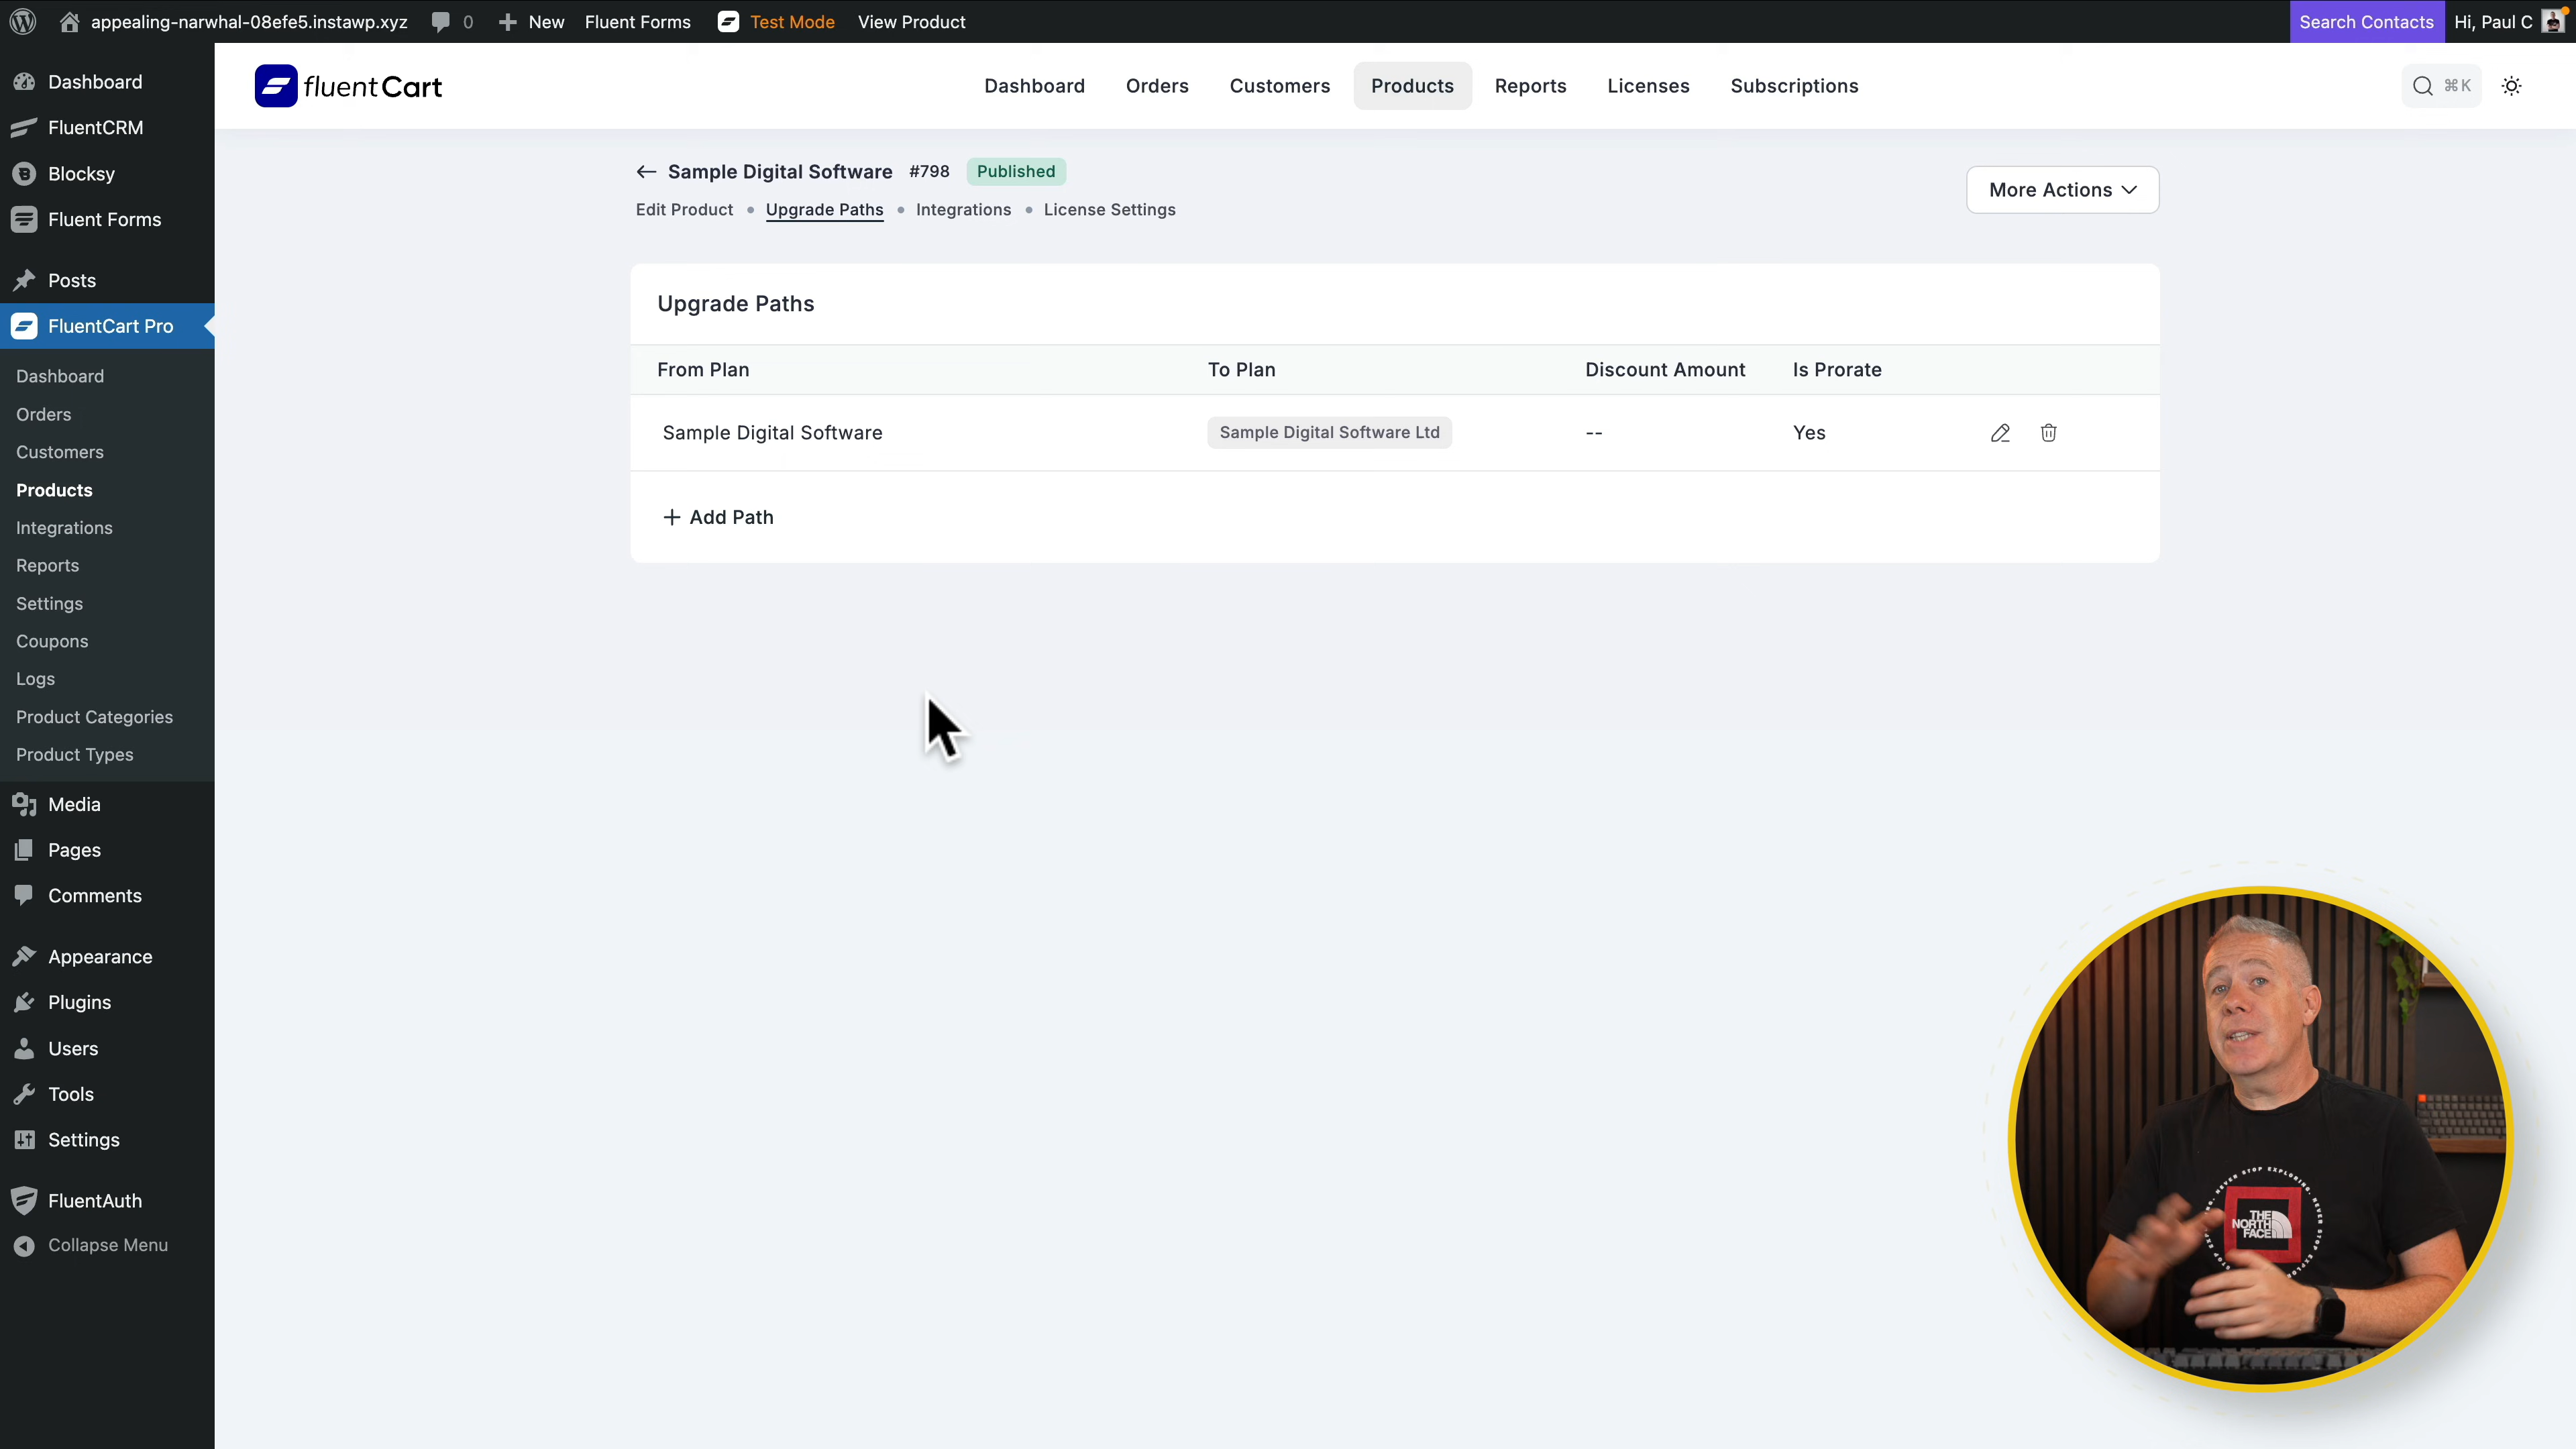 appealing-narwhal-08efe5.instawp.xyz 0 New Fluent Forms Test Mode View Product Search Contacts Hi, Paul C
Dashboard
FluentCRM
Blocksy
Fluent Forms
Posts
FluentCart Pro
Dashboard
Orders
Customers
Products
Integrations
Reports
Settings
Coupons
Logs
Product Categories
Product Types
Media
Pages
Comments
Appearance
Plugins
Users
Tools
Settings
FluentAuth
Collapse Menu
fluentCart Dashboard Orders Customers Products Reports Licenses Subscriptions ⌘K
Sample Digital Software #798 Published
Edit Product • Upgrade Paths • Integrations • License Settings
More Actions
Upgrade Paths
From Plan To Plan Discount Amount Is Prorate
Sample Digital Software Sample Digital Software Ltd -- Yes
+ Add Path
THE
NORTH
FACE